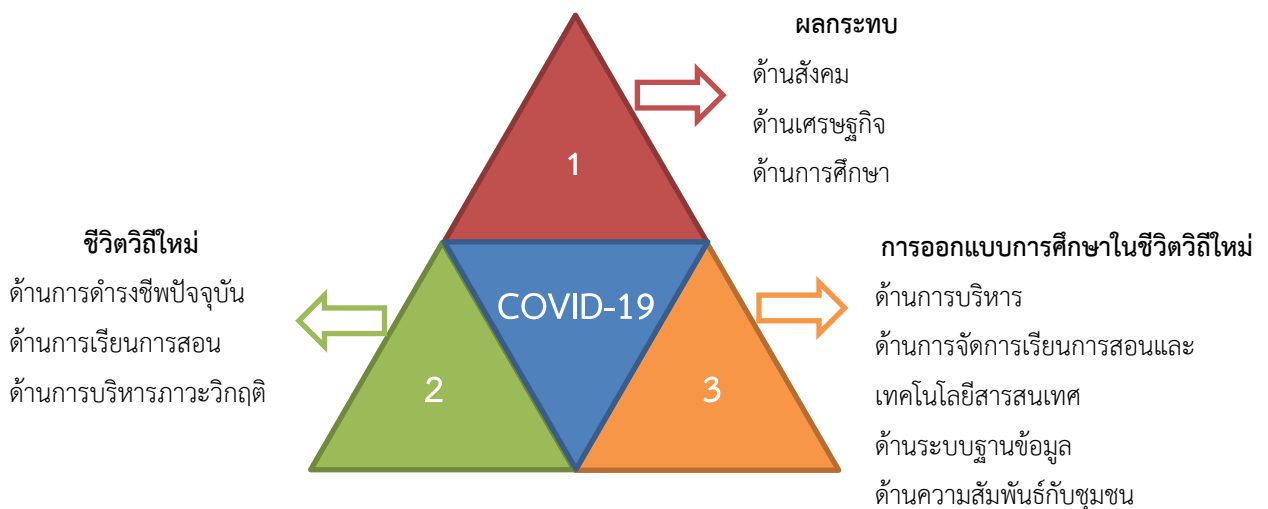 ผลกระทบ
ด้านสังคม
ด้านเศรษฐกิจ
ด้านการศึกษา
1
ชีวิตวิถีใหม่
ด้านการดำรงชีพปัจจุบัน
ด้านการเรียนการสอน
ด้านการบริหารภาวะวิกฤติ
COVID-19
2
3
การออกแบบการศึกษาในชีวิตวิถีใหม่
ด้านการบริหาร
ด้านการจัดการเรียนการสอนและ
เทคโนโลยีสารสนเทศ
ด้านระบบฐานข้อมูล
ด้านความสัมพันธ์กับชุมชน